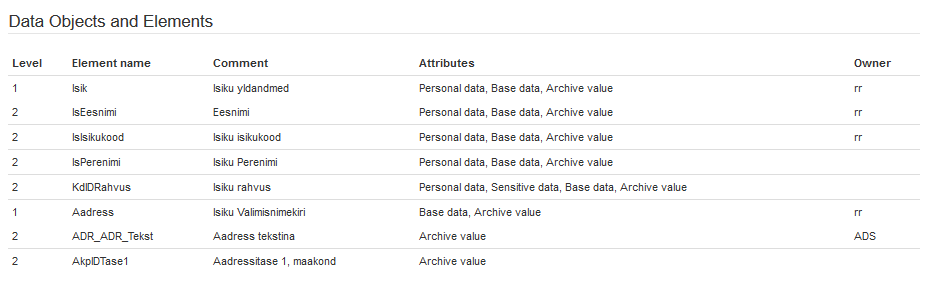 Data Objects and Elements
Level Element name Comment Attributes Owner
1 Isik Isiku yldandmed Personal data, Base data, Archive value rr
2 IsEesnimi Eesnimi Personal data, Base data, Archive value rr
2 IsIsikukood Isiku isikukood Personal data, Base data, Archive value rr
2 IsPerenimi Isiku Perenimi Personal data, Base data, Archive value
2 KdIDRahvus Isiku rahvus Personal data, Sensitive data, Base data, Archive value
1 Aadress Isiku Valimisnimekiri Base data, Archive value rr
2 ADR_ADR_Tekst Aadress tekstina Archive value ADS
2 AkpIDTase1 Aadressitase 1, maakond Archive value